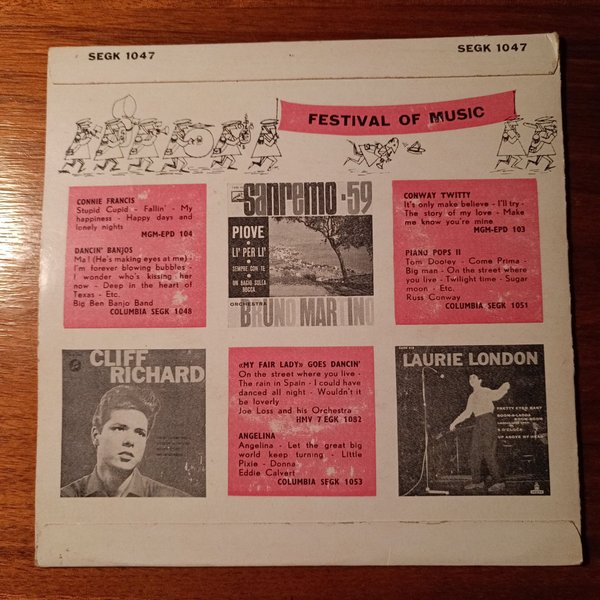 SEGK 1047
SEGK 1047
FESTIVAL OF MUSIC
CONNIE FRANCIS
Stupid Cupid - Fallin' - My
happiness - Happy days and
lonely nights
MGM-EPD 104
DANCIN' BANJOS
Ma! (He's making eyes at me) -
I'm forever blowing bubbles -
I wonder who's kissing her
now - Deep in the heart of
Texas - Etc.
Big Ben Banjo Band
COLUMBIA SEGK 1048
sanremo-59
PIOVE
LI' PER LI'
SEMPRE CON TE
UN BACIO SULLA
BOCCA
ORCHESTRA
BRUNO MARTINO
CONWAY TWITTY
It's only make believe - I'll try -
The story of my love - Make
me know you're mine
MGM-EPD 103
PIANO POPS II
Tom Dooley - Come Prima -
Big man - On the street where
you live - Twilight time - Sugar
moon - Etc.
Russ Conway
COLUMBIA SEGK 1051
CLIFF
RICHARD
«MY FAIR LADY» GOES DANCIN'
On the street where you live -
The rain in Spain - I could have
danced all night - Wouldn't it
be loverly
Joe Loss and his Orchestra
HMV 7 EGK 1082
ANGELINA
Angelina - Let the great big
world keep turning - Little
Pixie - Donna
Eddie Calvert
COLUMBIA SEGK 1053
LAURIE LONDON
PRETTY EYED BABY
BOOM-LADDA
BOOM-BOOM
3 O'CLOCK
UP ABOVE MY HEAD